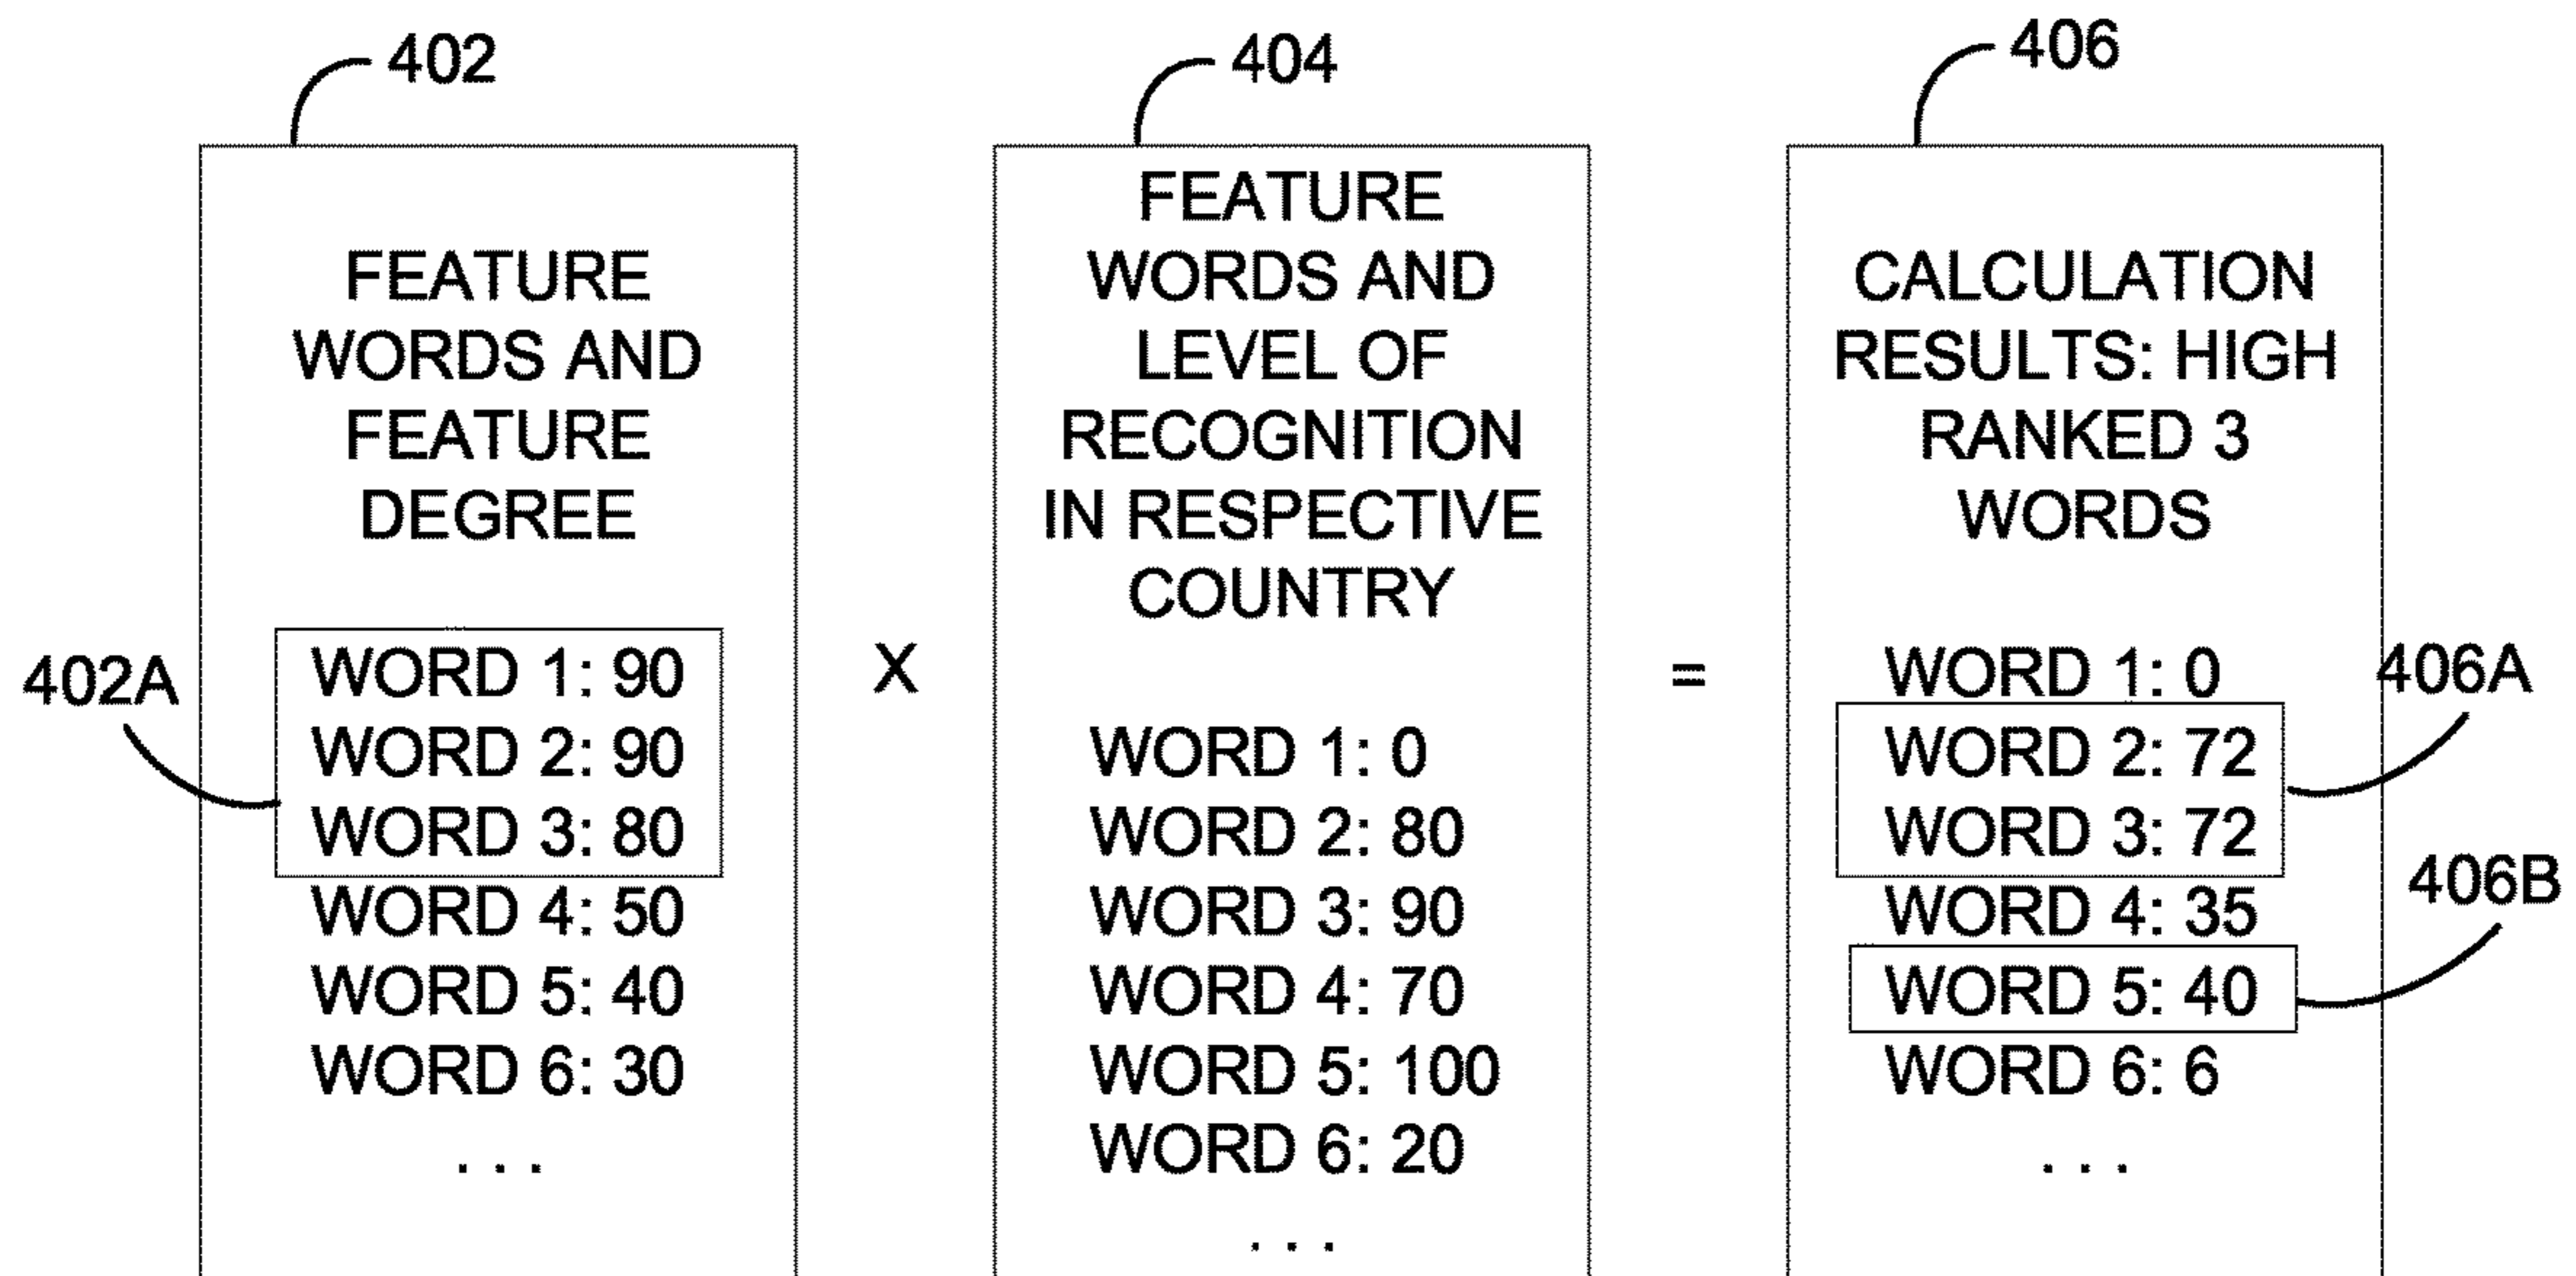 402
FEATURE
WORDS AND
FEATURE
DEGREE
402A
WORD 1: 90
WORD 2: 90
WORD 3: 80
WORD 4: 50
WORD 5: 40
WORD 6: 30
. . .
X
404
FEATURE
WORDS AND
LEVEL OF
RECOGNITION
IN RESPECTIVE
COUNTRY
WORD 1: 0
WORD 2: 80
WORD 3: 90
WORD 4: 70
WORD 5: 100
WORD 6: 20
. . .
=
406
CALCULATION
RESULTS: HIGH
RANKED 3
WORDS
WORD 1: 0
WORD 2: 72
WORD 3: 72
WORD 4: 35
WORD 5: 40
WORD 6: 6
. . .
406A
406B